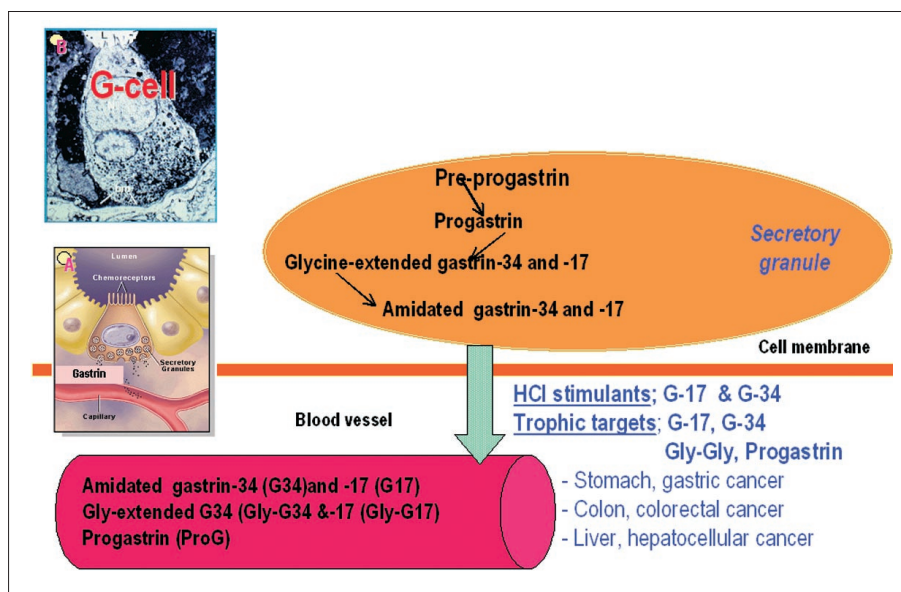 B
L
G-cell
bm
A
Lumen
Chemoreceptors
Secretory
Granules
Gastrin
Capillary
Pre-progastrin
Progastrin
Glycine-extended gastrin-34 and -17
Amidated gastrin-34 and -17
Secretory
granule
Cell membrane
Blood vessel
HCl stimulants; G-17 & G-34
Trophic targets; G-17, G-34
Gly-Gly, Progastrin
- Stomach, gastric cancer
- Colon, colorectal cancer
- Liver, hepatocellular cancer
Amidated gastrin-34 (G34)and -17 (G17)
Gly-extended G34 (Gly-G34 &-17 (Gly-G17)
Progastrin (ProG)